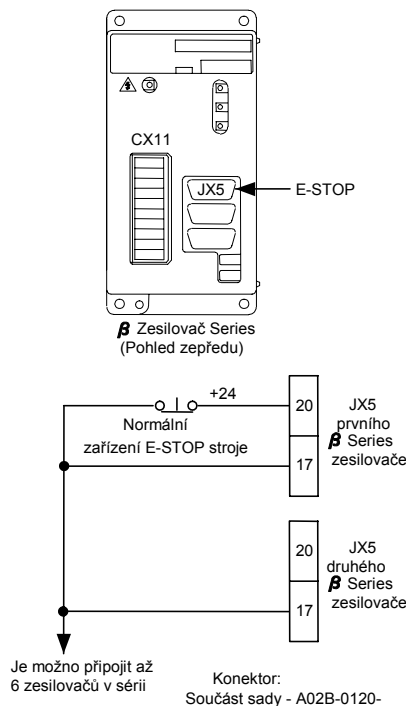 CX11
JX5
E-STOP
β Zesilovač Series
(Pohled zepředu)
+24
Normální
zařízení E-STOP stroje
20
17
JX5
prvního
β Series
zesilovače
20
17
JX5
druhého
β Series
zesilovače
Je možno připojit až
6 zesilovačů v sérii
Konektor:
Součást sady - A02B-0120-